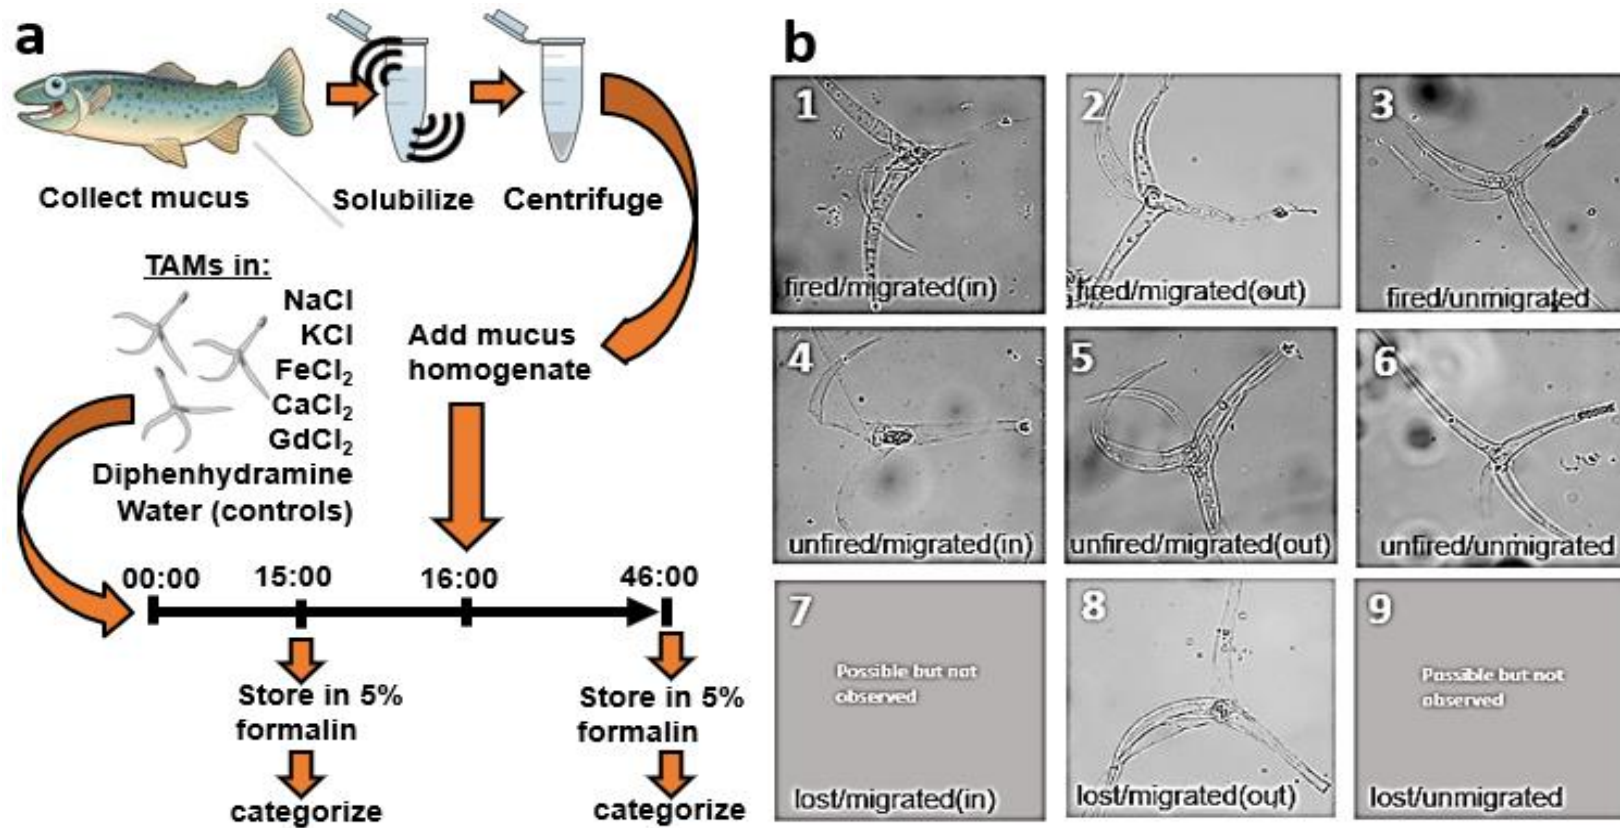 a
Collect mucus
Solubilize
Centrifuge
TAMs in:
NaCl
KCl
FeCl₂
CaCl₂
GdCl₂
Diphenhydramine
Water (controls)
Add mucus
homogenate
00:00
15:00
16:00
46:00
Store in 5%
formalin
categorize
Store in 5%
formalin
categorize
b
1
fired/migrated(in)
2
fired/migrated(out)
3
fired/unmigrated
4
unfired/migrated(in)
5
unfired/migrated(out)
6
unfired/unmigrated
7
Possible but not
observed
lost/migrated(in)
8
lost/migrated(out)
9
Possible but not
observed
lost/unmigrated